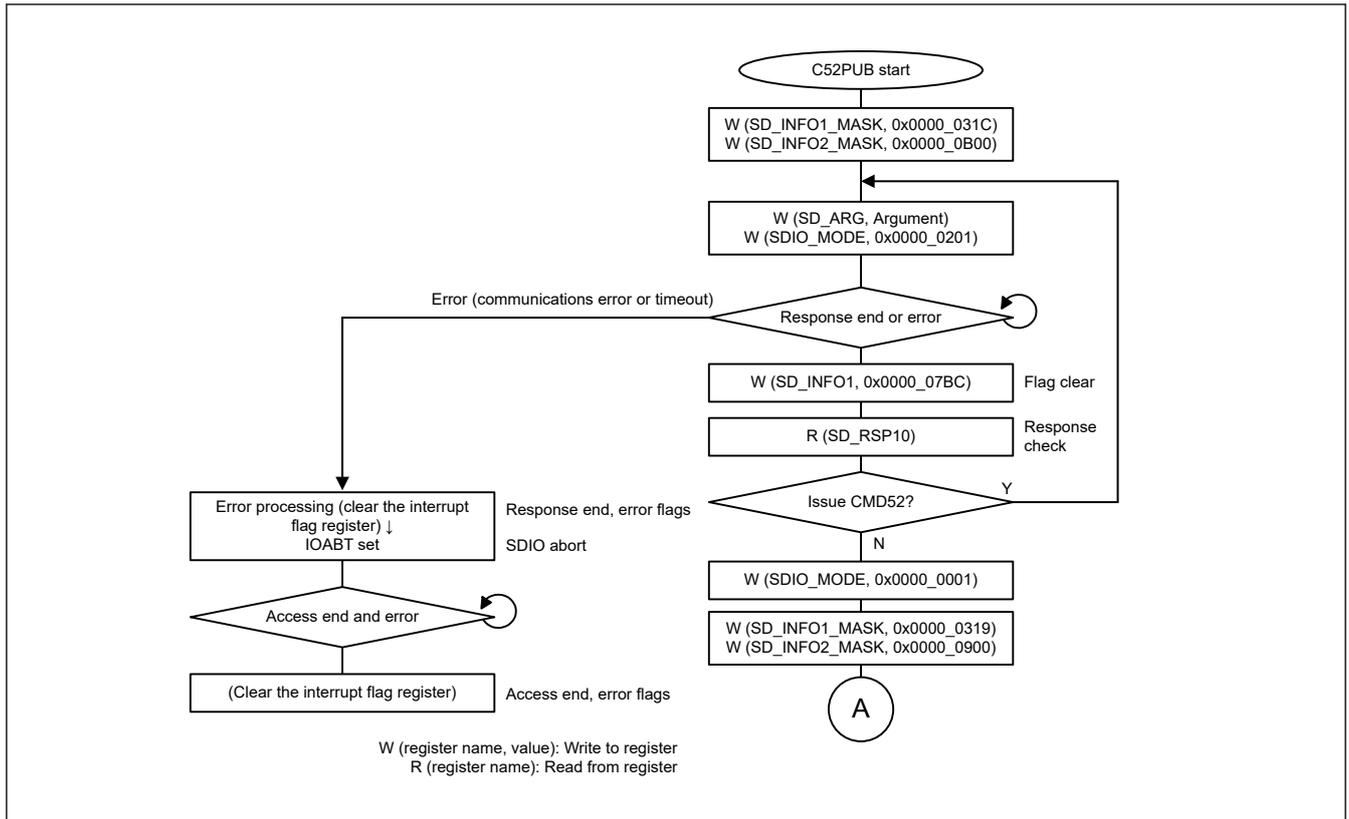 C52PUB start
W (SD_INFO1_MASK, 0x0000_031C)
W (SD_INFO2_MASK, 0x0000_0B00)
W (SD_ARG, Argument)
W (SDIO_MODE, 0x0000_0201)
Error (communications error or timeout)
Response end or error
W (SD_INFO1, 0x0000_07BC)
Flag clear
R (SD_RSP10)
Response
check
Issue CMD52?
Y
N
Error processing (clear the interrupt
flag register) ↓
IOABT set
Response end, error flags
SDIO abort
W (SDIO_MODE, 0x0000_0001)
Access end and error
W (SD_INFO1_MASK, 0x0000_0319)
W (SD_INFO2_MASK, 0x0000_0900)
(Clear the interrupt flag register)
Access end, error flags
A
W (register name, value): Write to register
R (register name): Read from register